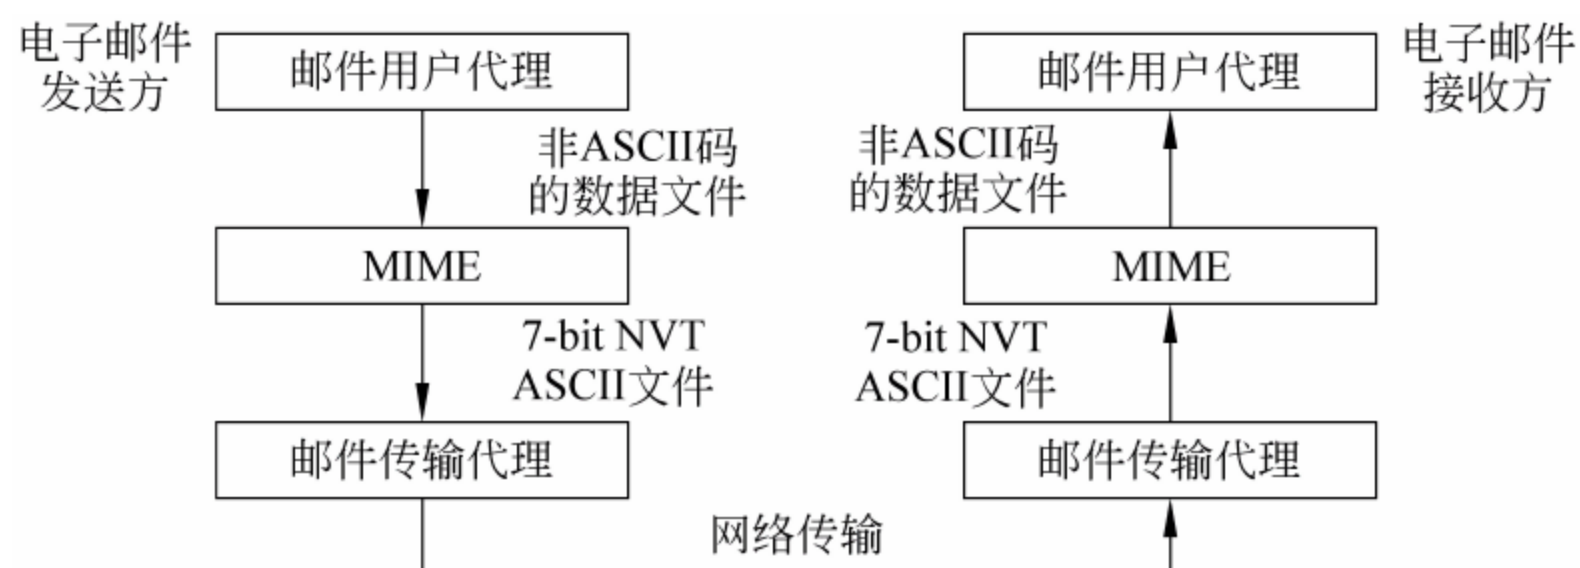 电子邮件
发送方
邮件用户代理
邮件用户代理
电子邮件
接收方
非ASCII码
的数据文件
非ASCII码
的数据文件
MIME
MIME
7-bit NVT
ASCII文件
7-bit NVT
ASCII文件
邮件传输代理
邮件传输代理
网络传输